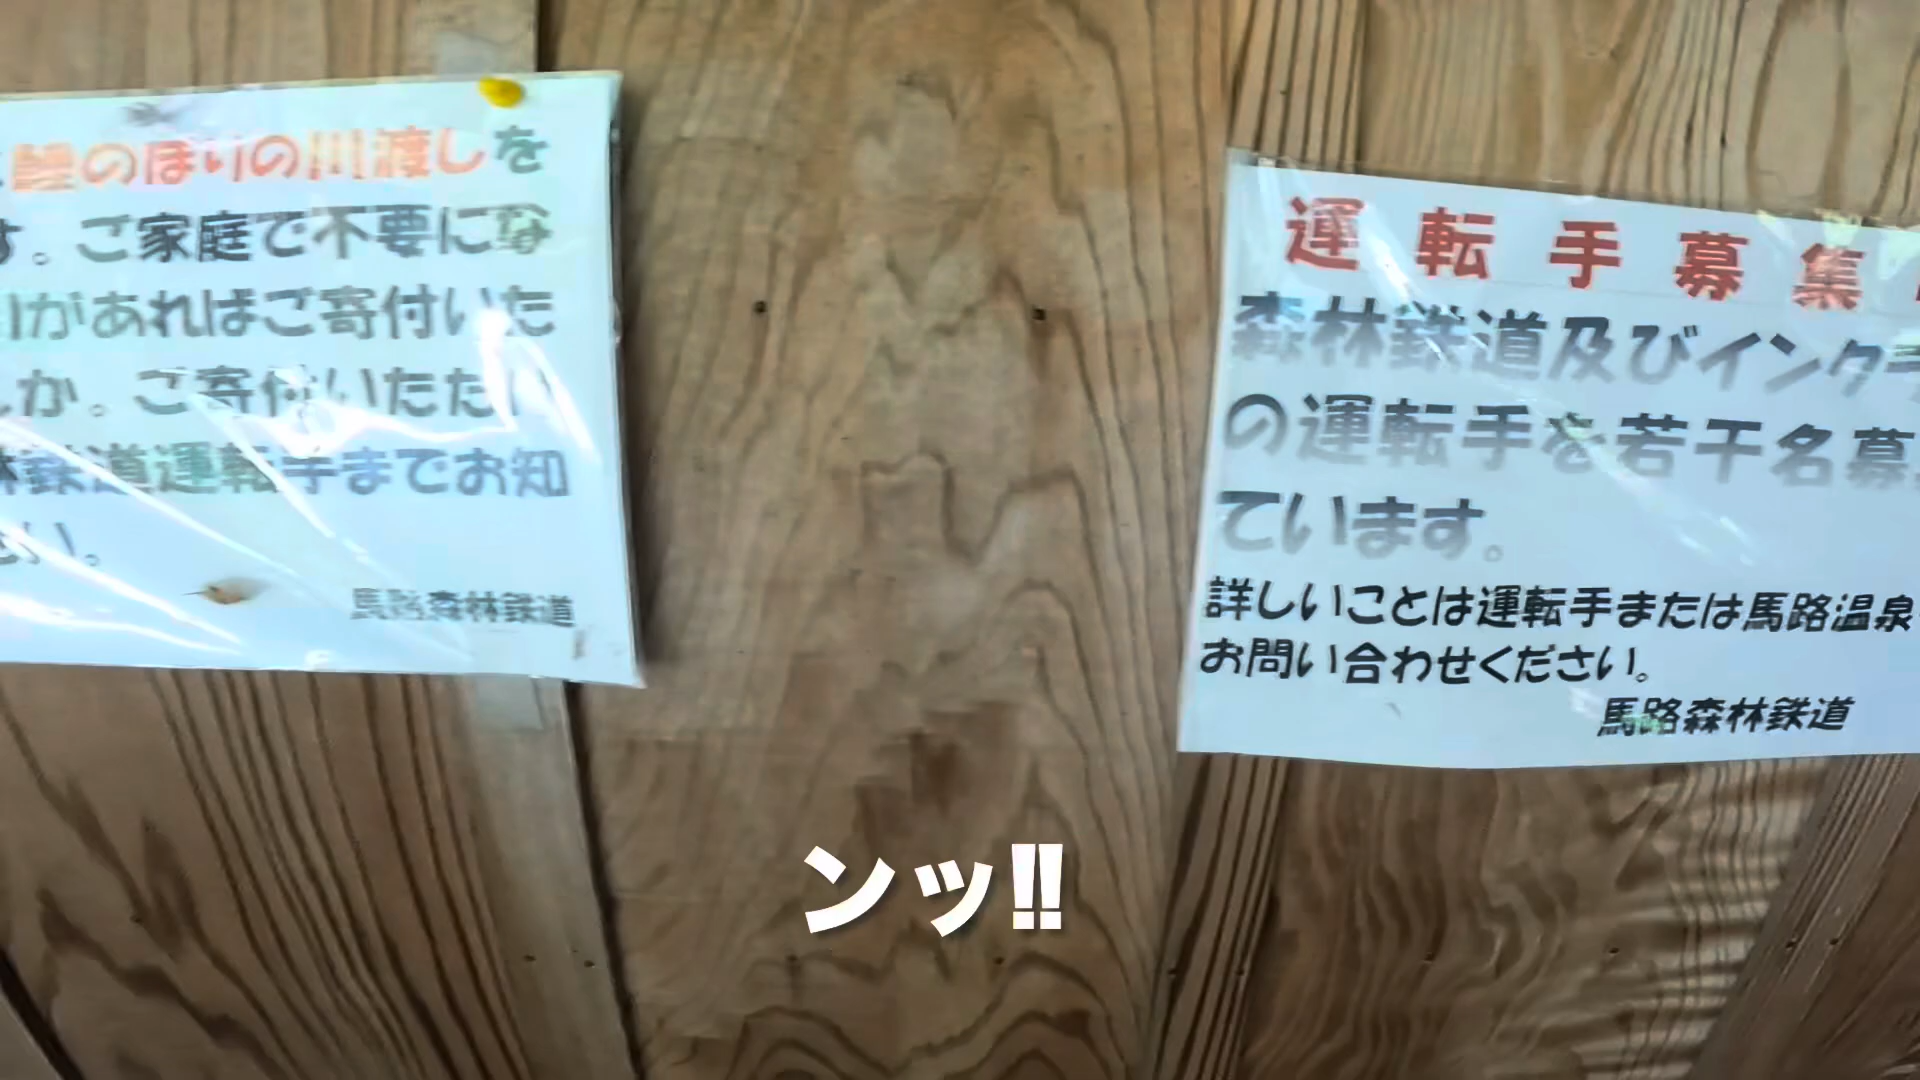 鯉のぼりの川渡しを
す。ご家庭で不要にな
があればご寄付いた
か。ご寄付いただい
林鉄道運転手までお知
さい。
馬路森林鉄道
運転手募集
森林鉄道及びインク
の運転手を若干名募
ています。
詳しいことは運転手または馬路温泉
お問い合わせください。
馬路森林鉄道
ンッ!!